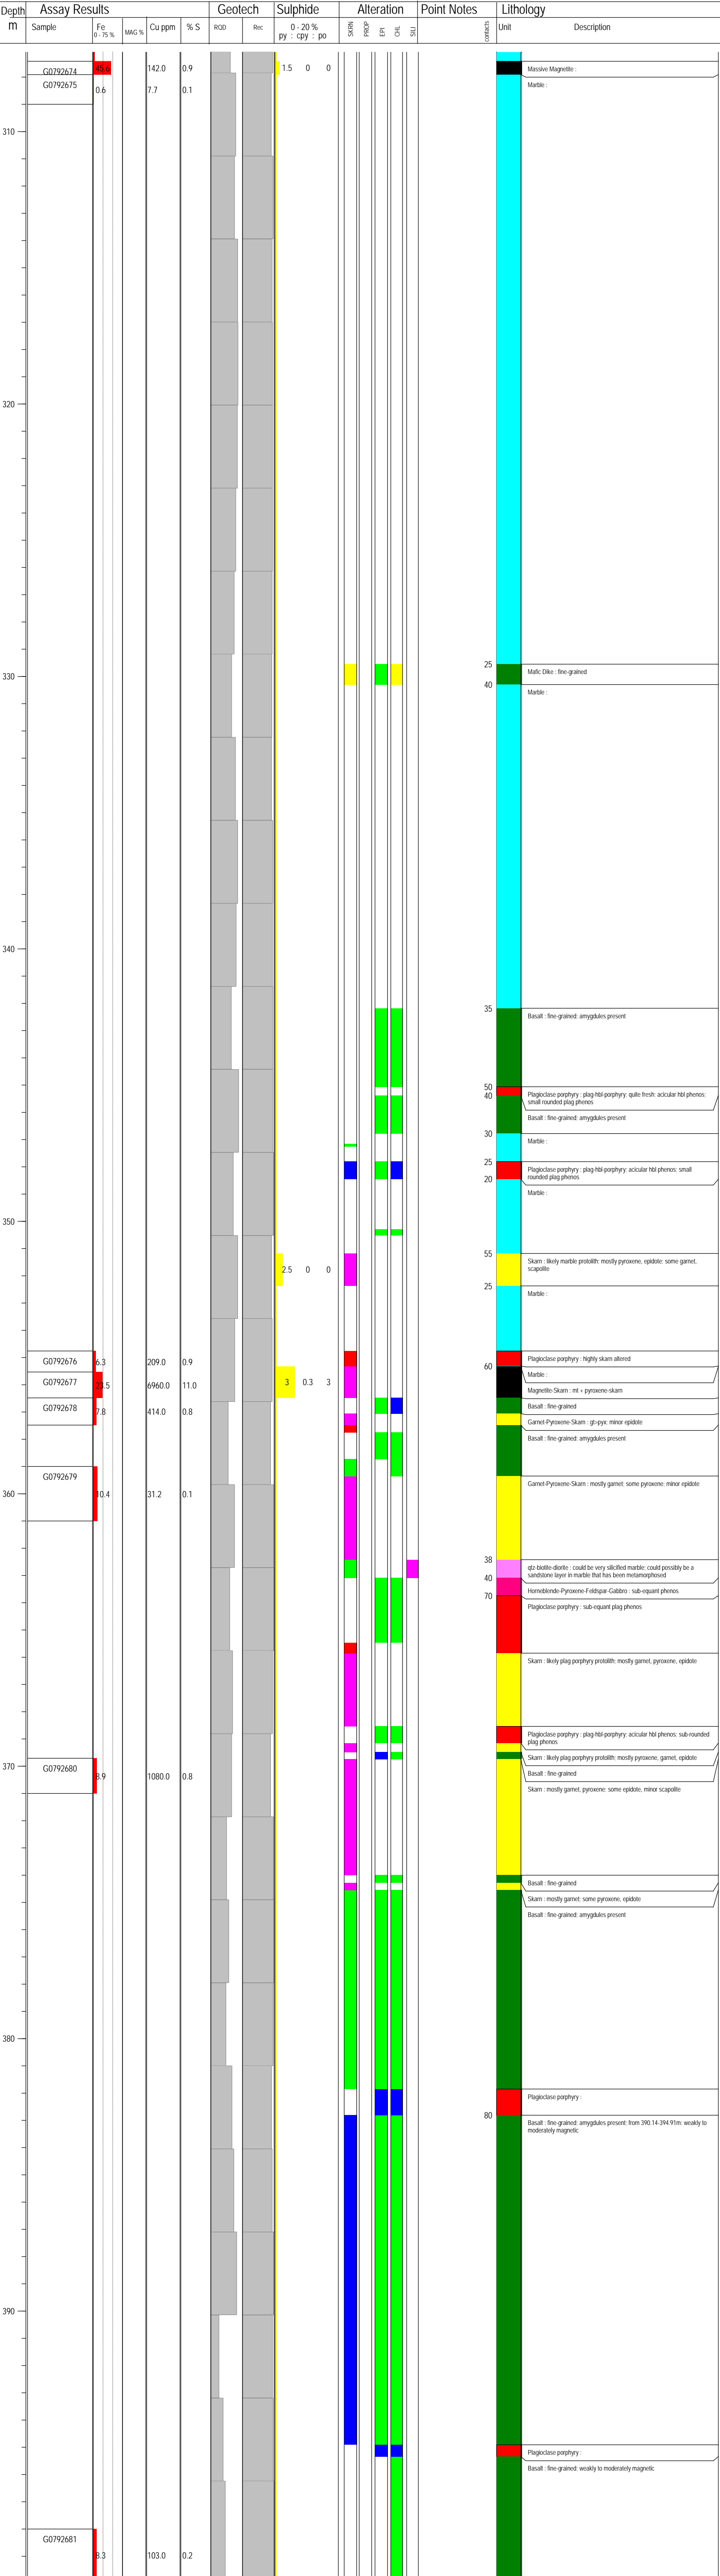 Depth Assay Results Geotech Sulphide Alteration Point Notes Lithology
m Sample Fe MAG % Cu ppm % S RQD Rec 0 - 20 % SKRN PROP EPI CHL SILI contacts Unit Description
0 - 75 % py : cpy : po
G0792674 45.6 142.0 0.9 1.5 0 0 Massive Magnetite :
G0792675 0.6 7.7 0.1 Marble :
310
320
25 Mafic Dike : fine-grained
330
40 Marble :
340
35 Basalt : fine-grained: amygdules present
50 Plagioclase porphyry : plag-hbl-porphyry: quite fresh: acicular hbl phenos:
40 small rounded plag phenos
Basalt : fine-grained: amygdules present
30 Marble :
25 Plagioclase porphyry : plag-hbl-porphyry: acicular hbl phenos: small
20 rounded plag phenos
Marble :
350
55 Skarn : likely marble protolith: mostly pyroxene, epidote: some garnet,
2.5 0 0 scapolite
25 Marble :
G0792676 6.3 209.0 0.9 Plagioclase porphyry : highly skarn altered
60 Marble :
G0792677 23.5 6960.0 11.0 3 0.3 3 Magnetite-Skarn : mt + pyroxene-skarn
G0792678 7.8 414.0 0.8 Basalt : fine-grained
Garnet-Pyroxene-Skarn : gt-pyx: minor epidote
Basalt : fine-grained: amygdules present
G0792679 10.4 31.2 0.1 Garnet-Pyroxene-Skarn : mostly garnet: some pyroxene: minor epidote
360
38 qtz-biotite-diorite : could be very silicified marble: could possibly be a
40 sandstone layer in marble that has been metamorphosed
Horneblende-Pyroxene-Feldspar-Gabbro : sub-equant phenos
70 Plagioclase porphyry : sub-equant plag phenos
Skarn : likely plag porphyry protolith: mostly garnet, pyroxene, epidote
Plagioclase porphyry : plag-hbl-porphyry: acicular hbl phenos: sub-rounded
plag phenos
Skarn : likely plag porphyry protolith: mostly pyroxene, garnet, epidote
370
G0792680 8.9 1080.0 0.8 Basalt : fine-grained
Skarn : mostly garnet, pyroxene: some epidote, minor scapolite
Basalt : fine-grained
Skarn : mostly garnet: some pyroxene, epidote
Basalt : fine-grained: amygdules present
380
Plagioclase porphyry :
80 Basalt : fine-grained: amygdules present: from 390.14-394.91m: weakly to
moderately magnetic
390
Plagioclase porphyry :
Basalt : fine-grained: weakly to moderately magnetic
G0792681 8.3 103.0 0.2